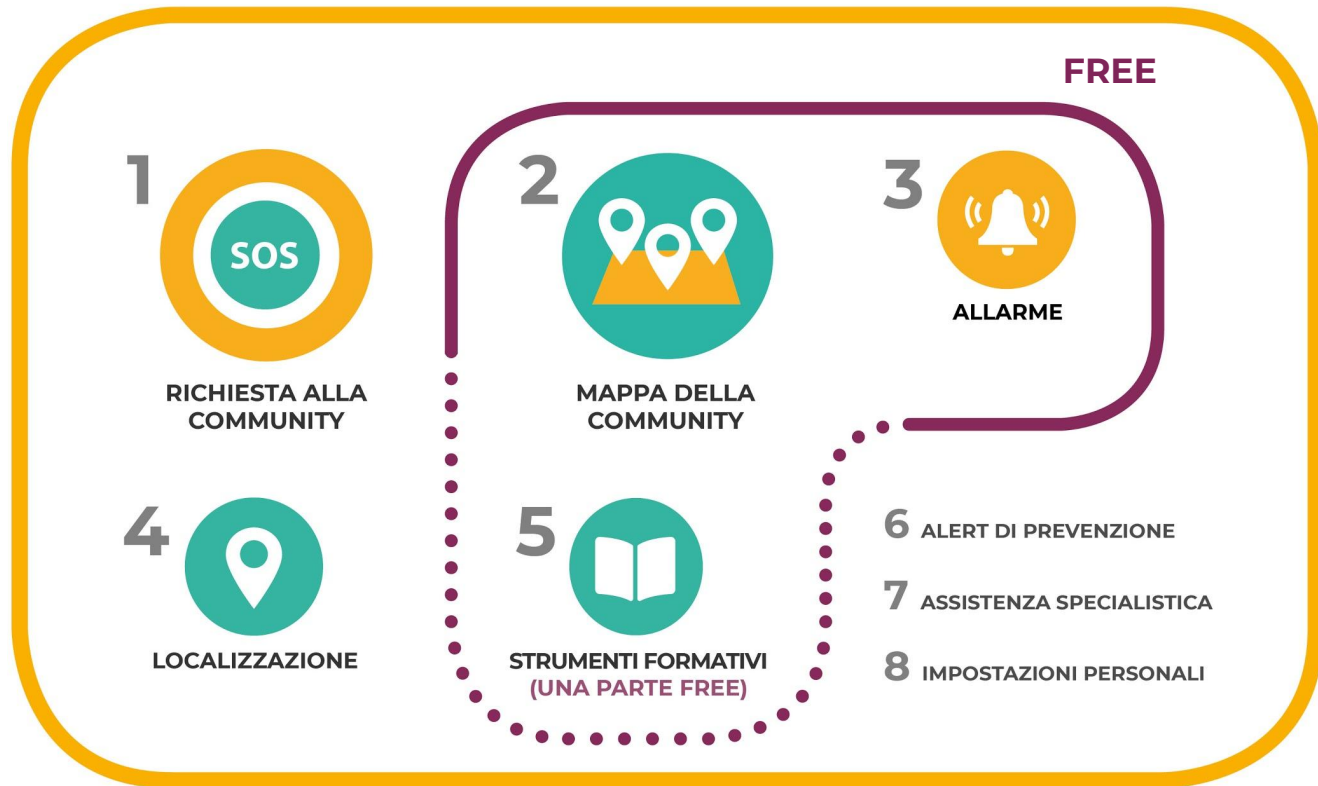 FREE
1
SOS
RICHIESTA ALLA
COMMUNITY
2
MAPPA DELLA
COMMUNITY
3
ALLARME
4
LOCALIZZAZIONE
5
STRUMENTI FORMATIVI
(UNA PARTE FREE)
6 ALERT DI PREVENZIONE
7 ASSISTENZA SPECIALISTICA
8 IMPOSTAZIONI PERSONALI